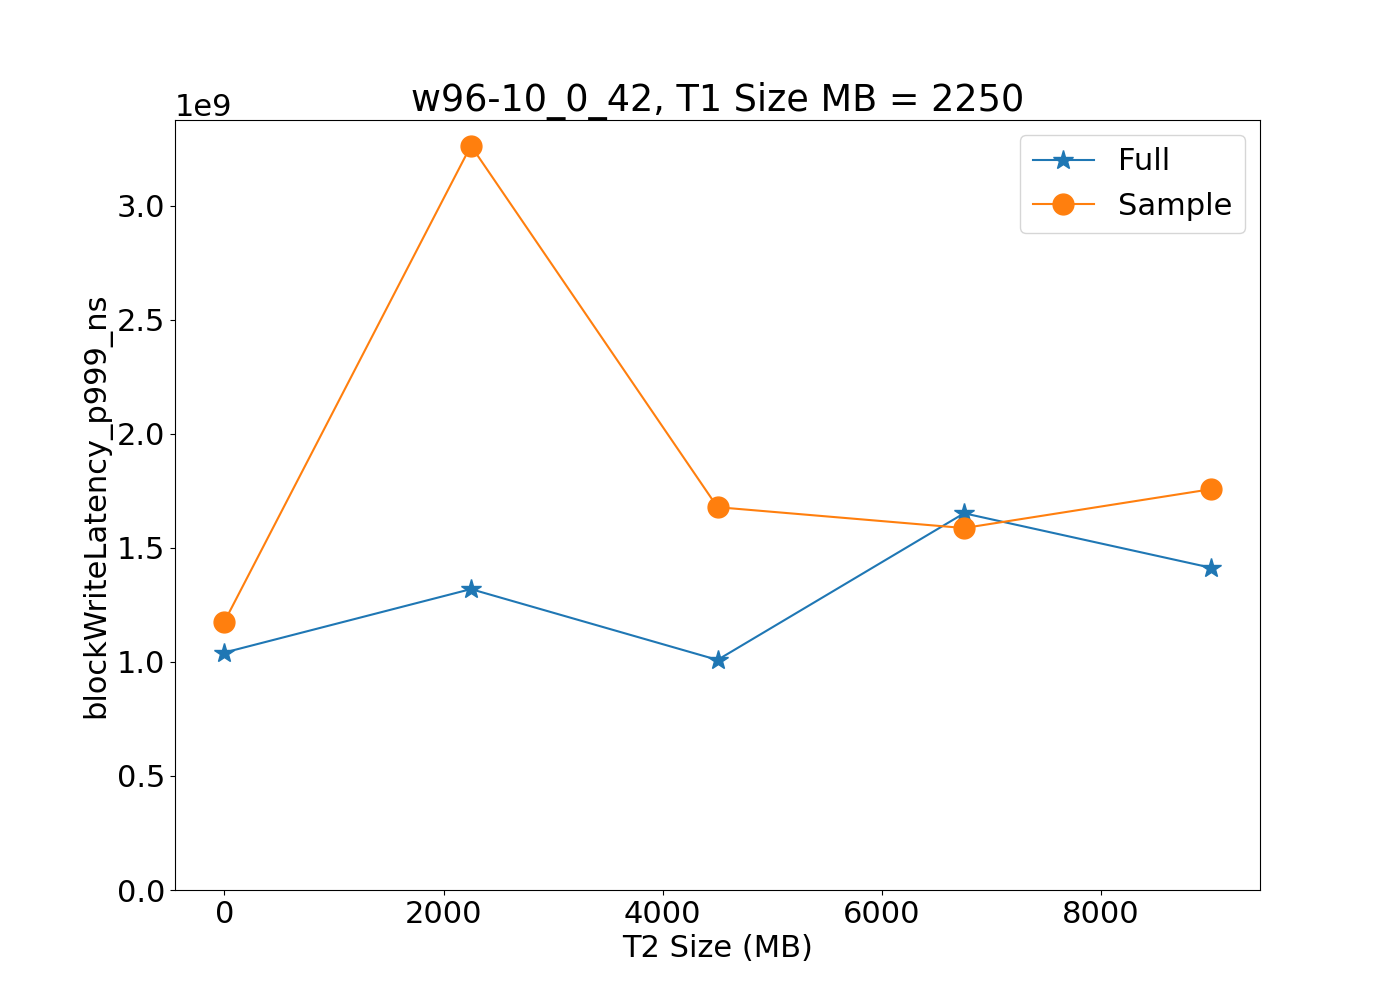 w96-10_0_42, T1 Size MB = 2250
1e9
Full
Sample
3.0
2.5
2.0
1.5
1.0
0.5
0.0
blockWriteLatency_p999_ns
0 2000 4000 6000 8000
T2 Size (MB)